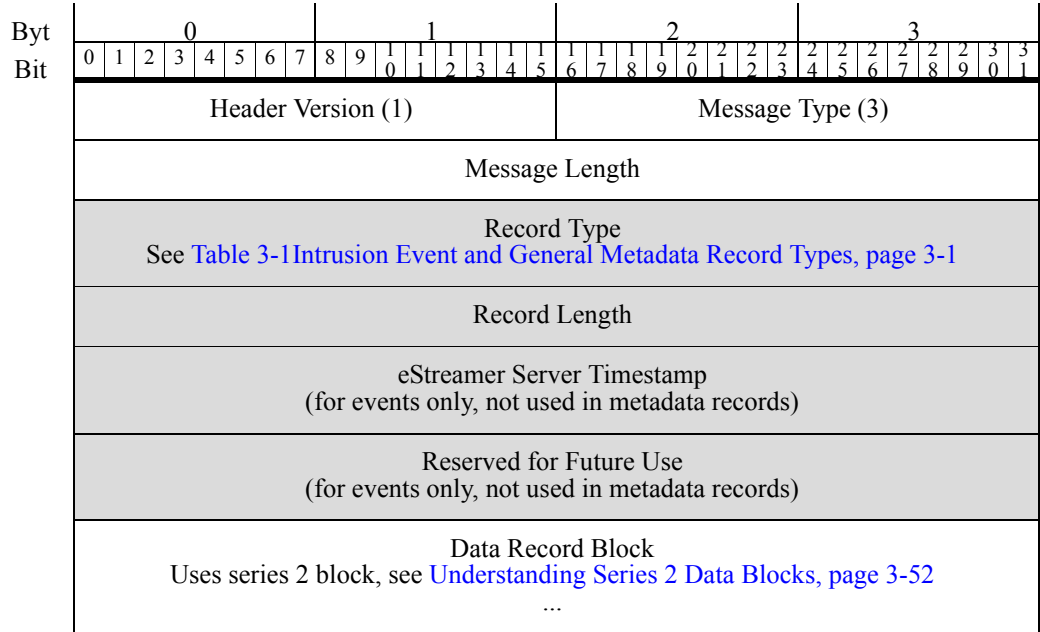 Byt 0 1 2 3
Bit 0 1 2 3 4 5 6 7 8 9 10 11 12 13 14 15 16 17 18 19 20 21 22 23 24 25 26 27 28 29 30 31
Header Version (1) Message Type (3)
Message Length
Record Type
See Table 3-1Intrusion Event and General Metadata Record Types, page 3-1
Record Length
eStreamer Server Timestamp
(for events only, not used in metadata records)
Reserved for Future Use
(for events only, not used in metadata records)
Data Record Block
Uses series 2 block, see Understanding Series 2 Data Blocks, page 3-52
...